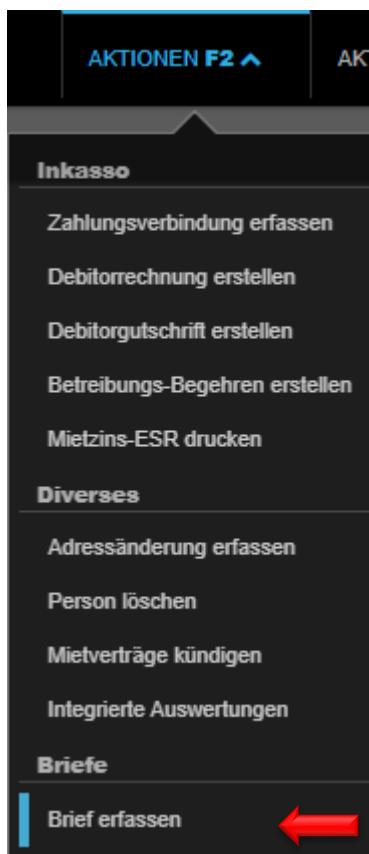 AKTIONEN F2 AK
Inkasso
Zahlungsverbindung erfassen
Debitorrechnung erstellen
Debitorgutschrift erstellen
Betreibungs-Begehren erstellen
Mietzins-ESR drucken
Diverses
Adressänderung erfassen
Person löschen
Mietverträge kündigen
Integrierte Auswertungen
Briefe
Brief erfassen